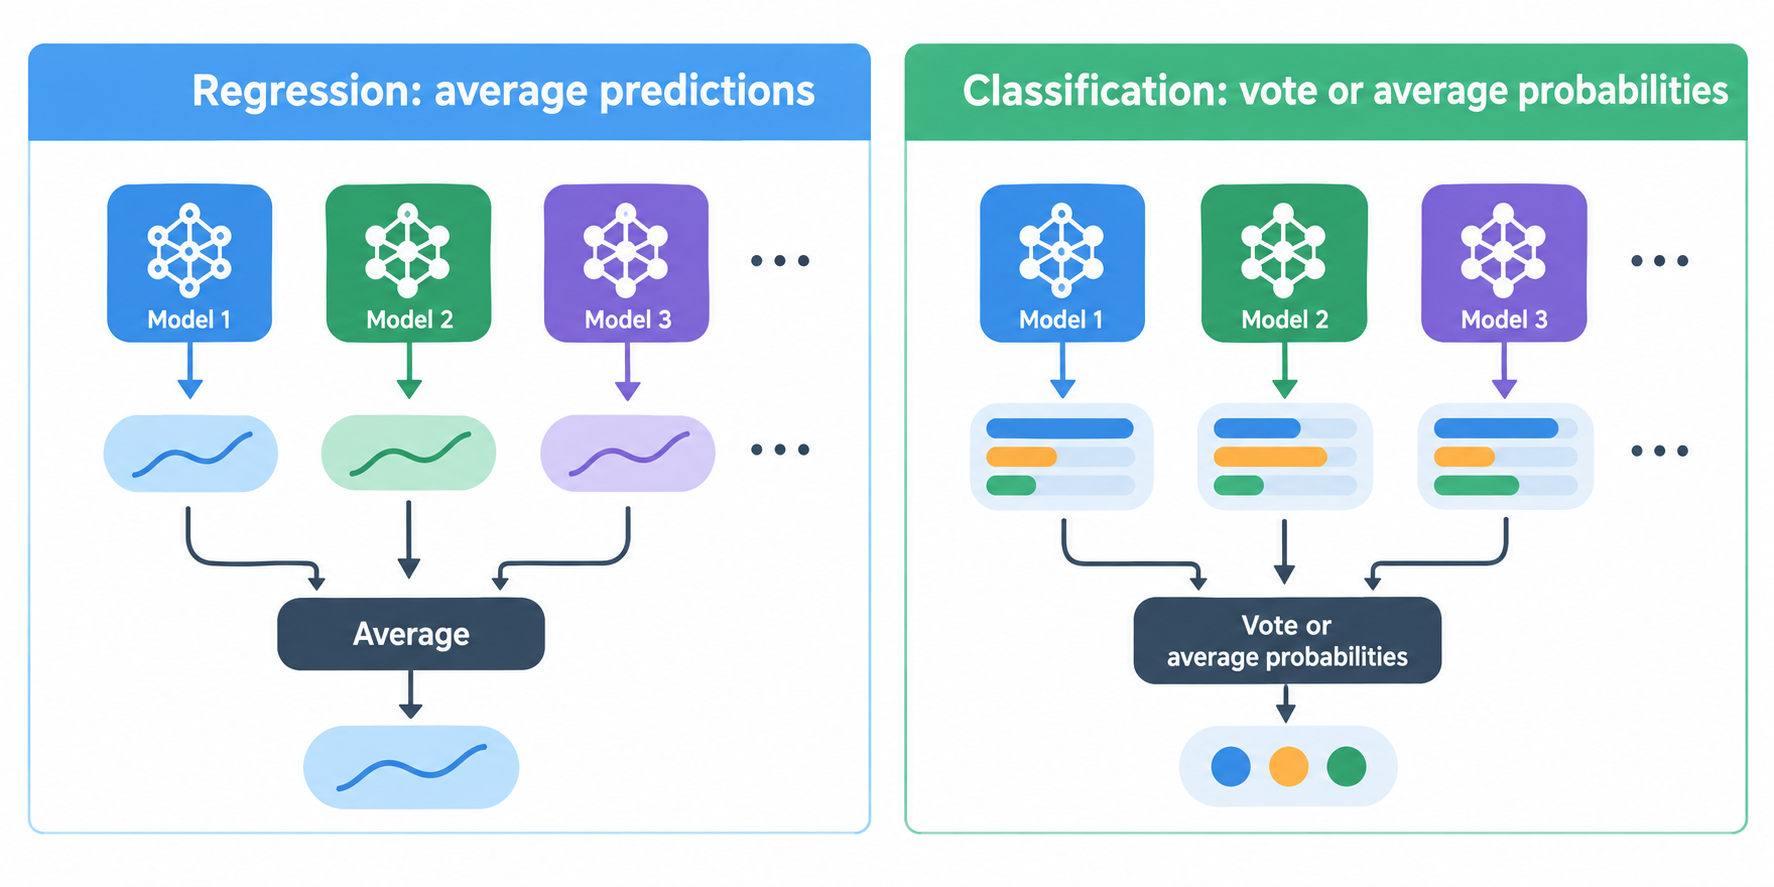 Regression: average predictions
Model 1
Model 2
Model 3
Average
Classification: vote or average probabilities
Model 1
Model 2
Model 3
Vote or
average probabilities